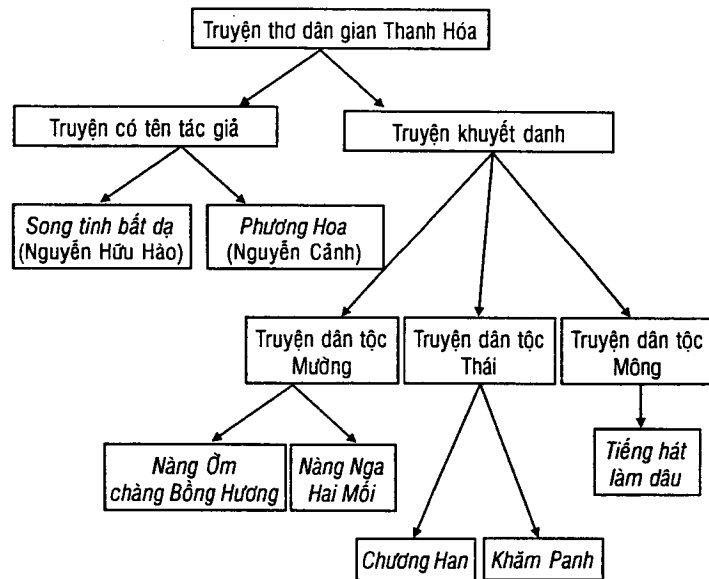 Truyện thơ dân gian Thanh Hóa
Truyện có tên tác giả
Truyện khuyết danh
Song tinh bất dạ
(Nguyễn Hữu Hào)
Phương Hoa
(Nguyễn Cảnh)
Truyện dân tộc
Mường
Truyện dân tộc
Thái
Truyện dân tộc
Mông
Nàng Ờm
chàng Bồng Hương
Nàng Nga
Hai Mối
Tiếng hát
làm dâu
Chương Han
Khăm Panh